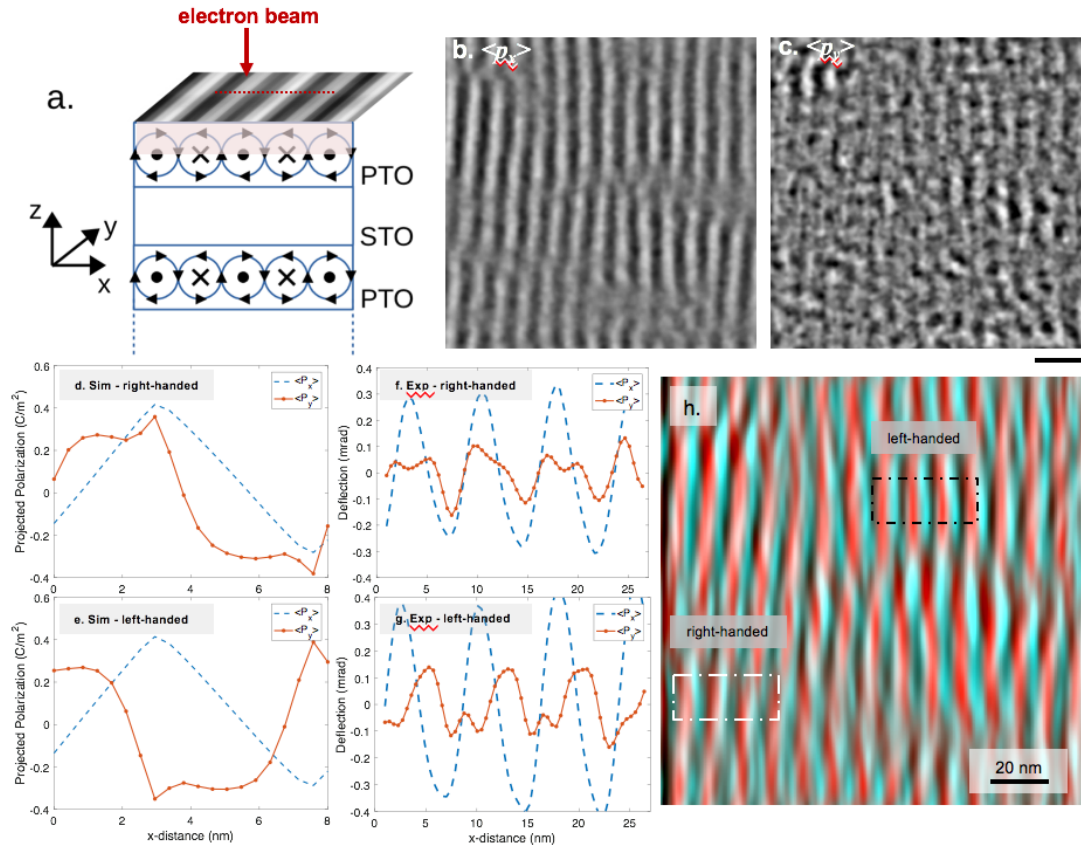 electron beam
a.
PTO
STO
PTO
z
y
x
b. <p_x>
c. <p_y>
d. Sim - right-handed
<P_x>
<P_y>
Projected Polarization (C/m²)
0.6
0.4
0.2
0
-0.2
-0.4
0 2 4 6 8
f. Exp - right-handed
<P_x>
<P_y>
Deflection (mrad)
0.4
0.3
0.2
0.1
0
-0.1
-0.2
-0.3
-0.4
0 5 10 15 20 25
e. Sim - left-handed
<P_x>
<P_y>
Projected Polarization (C/m²)
0.6
0.4
0.2
0
-0.2
-0.4
0 2 4 6 8
x-distance (nm)
g. Exp - left-handed
<P_x>
<P_y>
Deflection (mrad)
0.4
0.3
0.2
0.1
0
-0.1
-0.2
-0.3
-0.4
0 5 10 15 20 25
x-distance (nm)
h.
left-handed
right-handed
20 nm